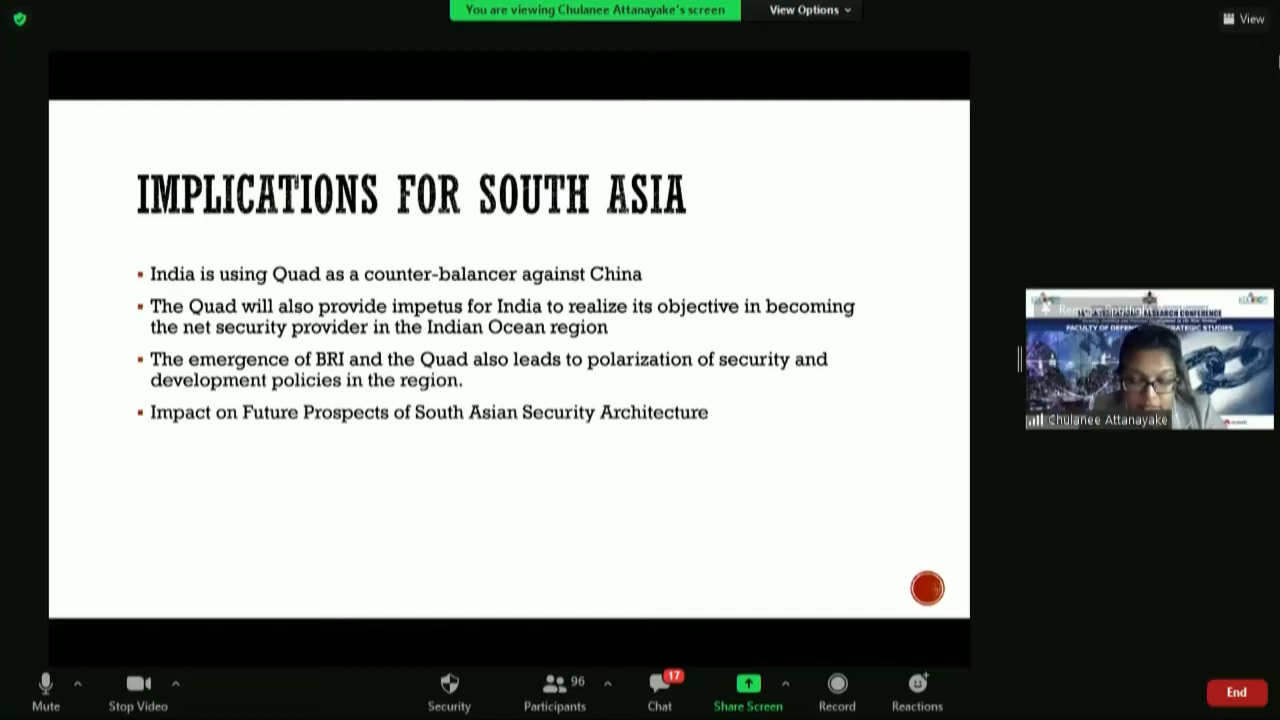 You are viewing Chulanee Attanayake's screen
View Options
View
IMPLICATIONS FOR SOUTH ASIA
▪ India is using Quad as a counter-balancer against China
▪ The Quad will also provide impetus for India to realize its objective in becoming
the net security provider in the Indian Ocean region
▪ The emergence of BRI and the Quad also leads to polarization of security and
development policies in the region.
▪ Impact on Future Prospects of South Asian Security Architecture
RESEARCH CONFERENCE
FACULTY OF STRATEGIC STUDIES
Chulanee Attanayake
Mute
Stop Video
Security
96
Participants
17
Chat
Share Screen
Record
Reactions
End